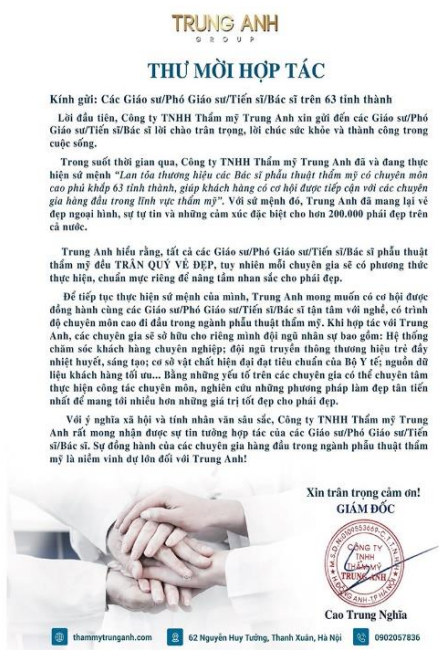 TRUNG ANH
GROUP
THƯ MỜI HỢP TÁC
Kính gửi: Các Giáo sư/Phó Giáo sư/Tiến sĩ/Bác sĩ trên 63 tỉnh thành
Lời đầu tiên, Công ty TNHH Thẩm mỹ Trung Anh xin gửi đến các Giáo sư/Phó
Giáo sư/Tiến sĩ/Bác sĩ lời chào trân trọng, lời chúc sức khỏe và thành công trong
cuộc sống.
Trong suốt thời gian qua, Công ty TNHH Thẩm mỹ Trung Anh đã và đang thực
hiện sứ mệnh “Lan tỏa thương hiệu các Bác sĩ phẫu thuật thẩm mỹ có chuyên môn
cao phủ khắp 63 tỉnh thành, giúp khách hàng có cơ hội được tiếp cận với các chuyên
gia hàng đầu trong lĩnh vực thẩm mỹ”. Với sứ mệnh đó, Trung Anh đã mang lại vẻ
đẹp ngoại hình, sự tự tin và những cảm xúc đặc biệt cho hơn 200.000 phái đẹp trên
cả nước.
Trung Anh hiểu rằng, tất cả các Giáo sư/Phó Giáo sư/Tiến sĩ/Bác sĩ phẫu thuật
thẩm mỹ đều TRÂN QUÝ VẺ ĐẸP, tuy nhiên mỗi chuyên gia sẽ có phương thức
thực hiện, chuẩn mực riêng để nâng tầm nhan sắc cho phái đẹp.
Để tiếp tục thực hiện sứ mệnh của mình, Trung Anh mong muốn có cơ hội được
đồng hành cùng các Giáo sư/Phó Giáo sư/Tiến sĩ/Bác sĩ tận tâm với nghề, có trình
độ chuyên môn cao đi đầu trong ngành phẫu thuật thẩm mỹ. Khi hợp tác với Trung
Anh, các chuyên gia sẽ sở hữu cho riêng mình đội ngũ nhân sự bao gồm: Hệ thống
chăm sóc khách hàng chuyên nghiệp; đội ngũ truyền thông thương hiệu trẻ đầy
nhiệt huyết, sáng tạo; cơ sở vật chất hiện đại đạt tiêu chuẩn của Bộ Y tế; nguồn dữ
liệu khách hàng tối ưu... Bằng những yếu tố trên các chuyên gia có thể chuyên tâm
thực hiện công tác chuyên môn, nghiên cứu những phương pháp làm đẹp tân tiến
nhất để mang tới nhiều hơn những giá trị tốt đẹp cho phái đẹp.
Với ý nghĩa xã hội và tính nhân văn sâu sắc, Công ty TNHH Thẩm mỹ Trung
Anh rất mong nhận được sự tin tưởng hợp tác của các Giáo sư/Phó Giáo sư/Tiến
sĩ/Bác sĩ. Sự đồng hành của các chuyên gia hàng đầu trong ngành phẫu thuật thẩm
mỹ là niềm vinh dự lớn đối với Trung Anh!
Xin trân trọng cảm ơn!
GIÁM ĐỐC
M.S.D.N:0109553669-C.T.T.N.H.H
CÔNG TY
TNHH
THẨM MỸ
TRUNG ANH
H. ĐÔNG ANH-TP HÀ NỘI
Cao Trung Nghĩa
thammytrunganh.com
62 Nguyễn Huy Tưởng, Thanh Xuân, Hà Nội
0902057836